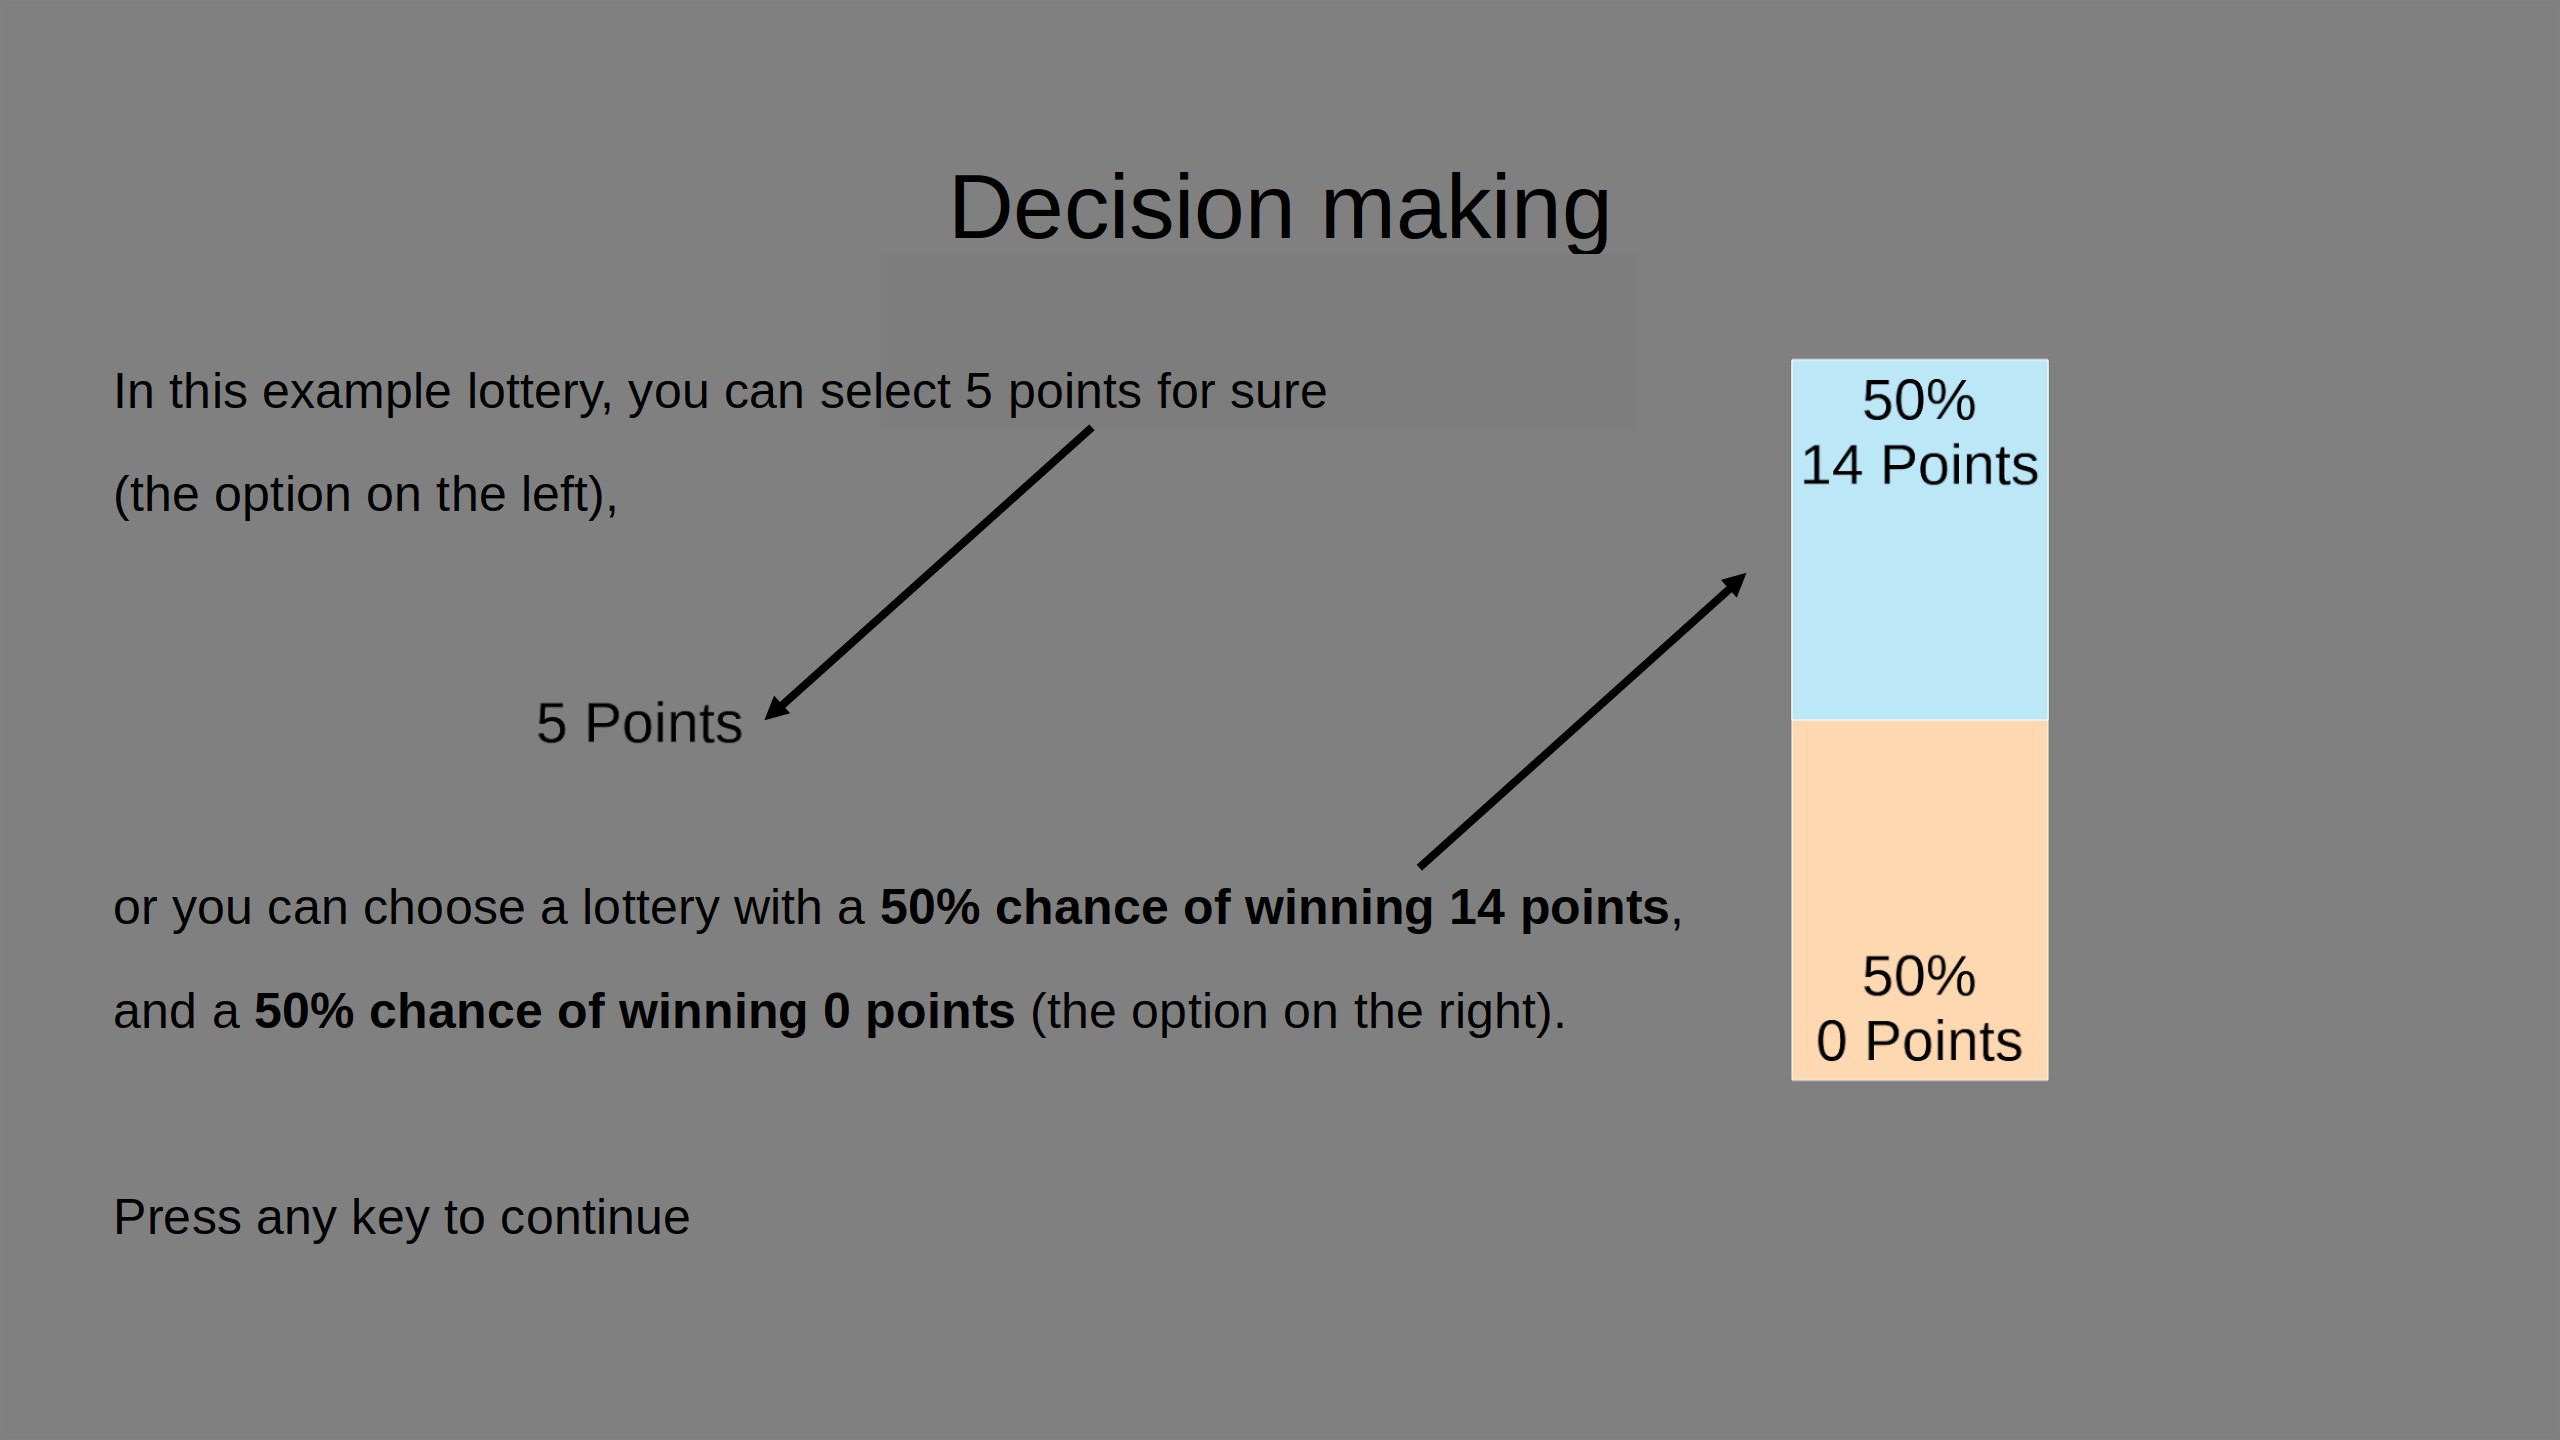 Decision making
In this example lottery, you can select 5 points for sure
(the option on the left),
50%
14 Points
5 Points
or you can choose a lottery with a 50% chance of winning 14 points,
and a 50% chance of winning 0 points (the option on the right).
50%
0 Points
Press any key to continue